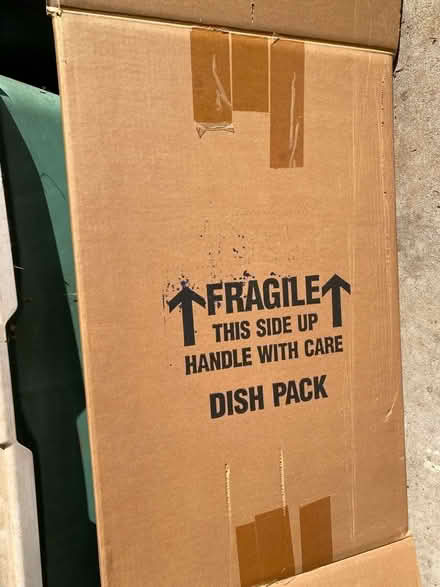 FRAGILE
THIS SIDE UP
HANDLE WITH CARE
DISH PACK